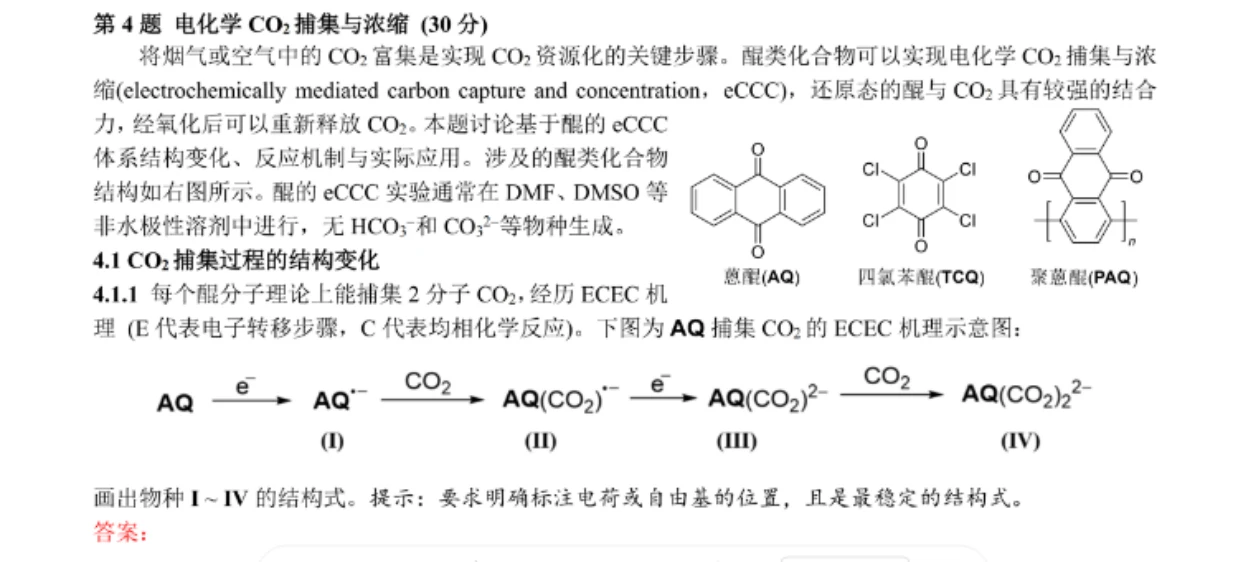 第 4 题 电化学 CO₂捕集与浓缩 (30 分)
将烟气或空气中的 CO₂ 富集是实现 CO₂ 资源化的关键步骤。醌类化合物可以实现电化学 CO₂ 捕集与浓
缩(electrochemically mediated carbon capture and concentration，eCCC)，还原态的醌与 CO₂ 具有较强的结合
力，经氧化后可以重新释放 CO₂。本题讨论基于醌的 eCCC
体系结构变化、反应机制与实际应用。涉及的醌类化合物
结构如右图所示。醌的 eCCC 实验通常在 DMF、DMSO 等
非水极性溶剂中进行，无 HCO₃⁻和 CO₃²⁻等物种生成。
O
O
蒽醌(AQ)
O
Cl
Cl
Cl
Cl
O
四氯苯醌(TCQ)
O
O
n
聚蒽醌(PAQ)
4.1 CO₂ 捕集过程的结构变化
4.1.1 每个醌分子理论上能捕集 2 分子 CO₂，经历 ECEC 机
理 (E 代表电子转移步骤，C 代表均相化学反应)。下图为 AQ 捕集 CO₂ 的 ECEC 机理示意图：
AQ e⁻ AQ•⁻ CO₂ AQ(CO₂)•⁻ e⁻ AQ(CO₂)²⁻ CO₂ AQ(CO₂)₂²⁻
(I) (II) (III) (IV)
画出物种 I ~ IV 的结构式。提示：要求明确标注电荷或自由基的位置，且是最稳定的结构式。
答案：